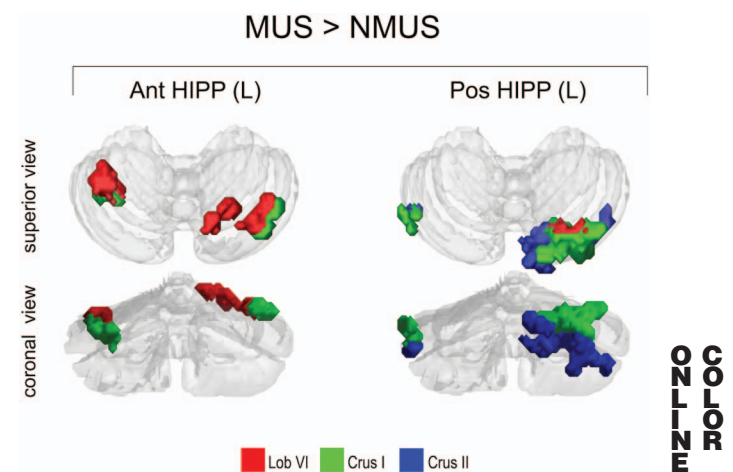 MUS > NMUS
Ant HIPP (L)
Pos HIPP (L)
superior view
coronal view
Lob VI
Crus I
Crus II
COLOR
ONLINE